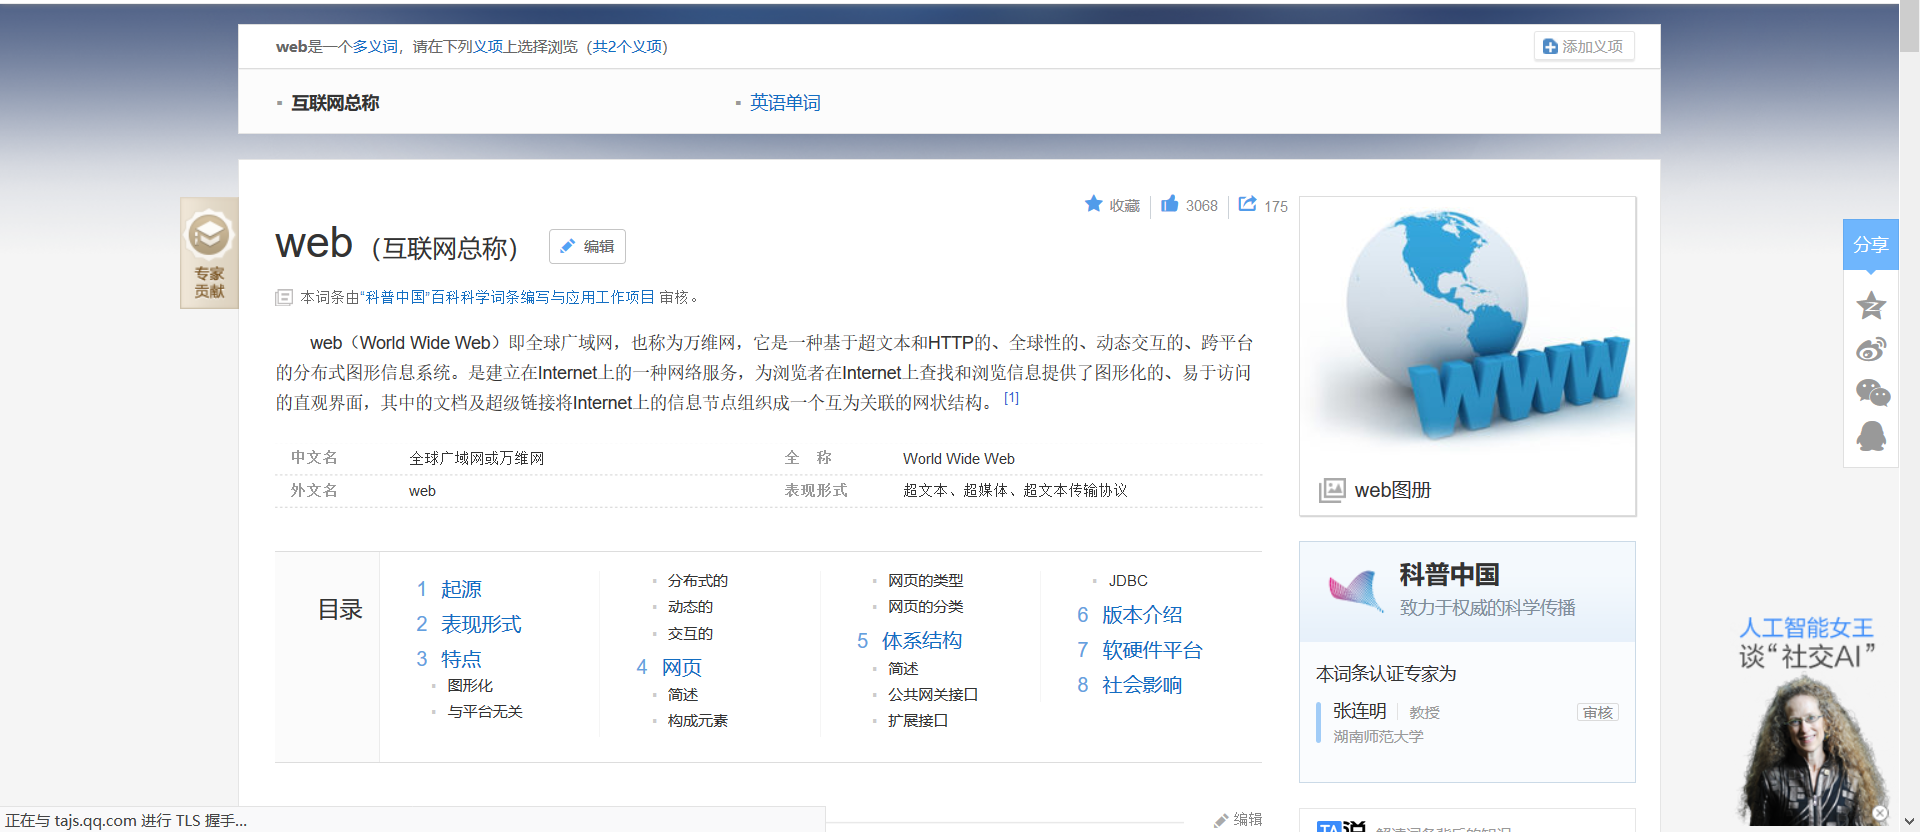 web是一个多义词，请在下列义项上选择浏览（共2个义项）
添加义项
互联网总称
英语单词
收藏 3068 175
专家
贡献
web（互联网总称） 编辑
本词条由“科普中国”百科科学词条编写与应用工作项目 审核。
web（World Wide Web）即全球广域网，也称为万维网，它是一种基于超文本和HTTP的、全球性的、动态交互的、跨平台
的分布式图形信息系统。是建立在Internet上的一种网络服务，为浏览者在Internet上查找和浏览信息提供了图形化的、易于访问
的直观界面，其中的文档及超级链接将Internet上的信息节点组织成一个互为关联的网状结构。 [1]
中文名 全球广域网或万维网
全 称 World Wide Web
外文名 web
表现形式 超文本、超媒体、超文本传输协议
目录
1 起源
2 表现形式
3 特点
图形化
与平台无关
分布式的
动态的
交互的
4 网页
简述
构成元素
网页的类型
网页的分类
5 体系结构
简述
公共网关接口
扩展接口
JDBC
6 版本介绍
7 软硬件平台
8 社会影响
编辑
WWW
web图册
科普中国
致力于权威的科学传播
本词条认证专家为
张连明 教授 审核
湖南师范大学
TA说
分享
人工智能女王
谈“社交AI”
正在与 tajs.qq.com 进行 TLS 握手...